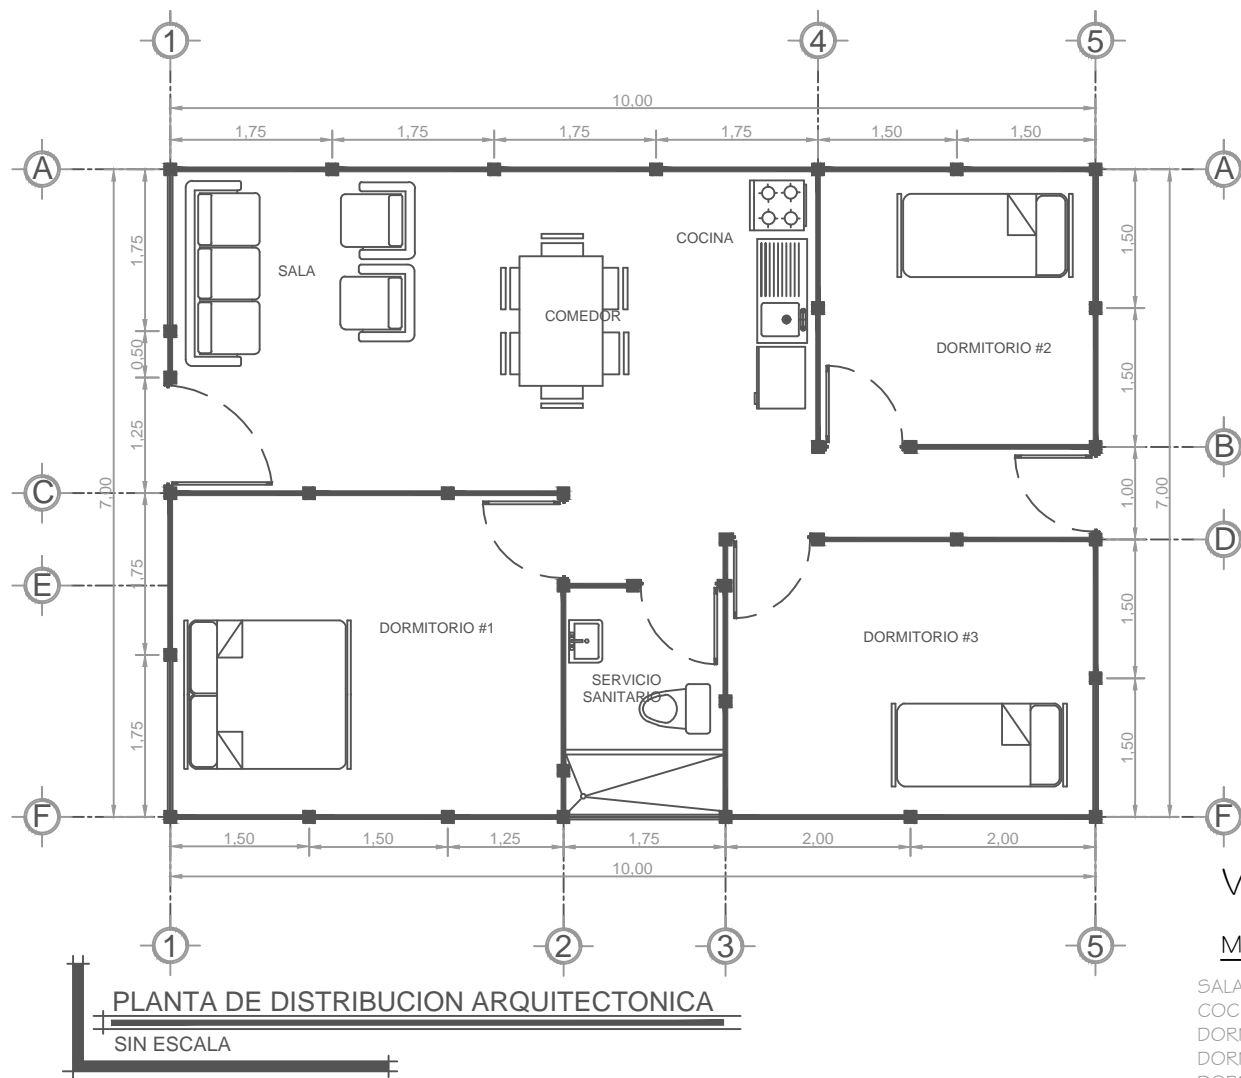 1 4 5
10,00
1,75 1,75 1,75 1,75 1,50 1,50
A A
1,75 1,50
COCINA
SALA
COMEDOR
0,50
DORMITORIO #2
1,50
1,25
B
C
7,00 1,00 7,00
D
E
1,75 1,50
DORMITORIO #1
DORMITORIO #3
SERVICIO
SANITARIO
1,75 1,50
F F
1,50 1,50 1,25 1,75 2,00 2,00
10,00
V
1 2 3 5
M
SALA
COC
PLANTA DE DISTRIBUCION ARQUITECTONICA
DORM
SIN ESCALA
DORM